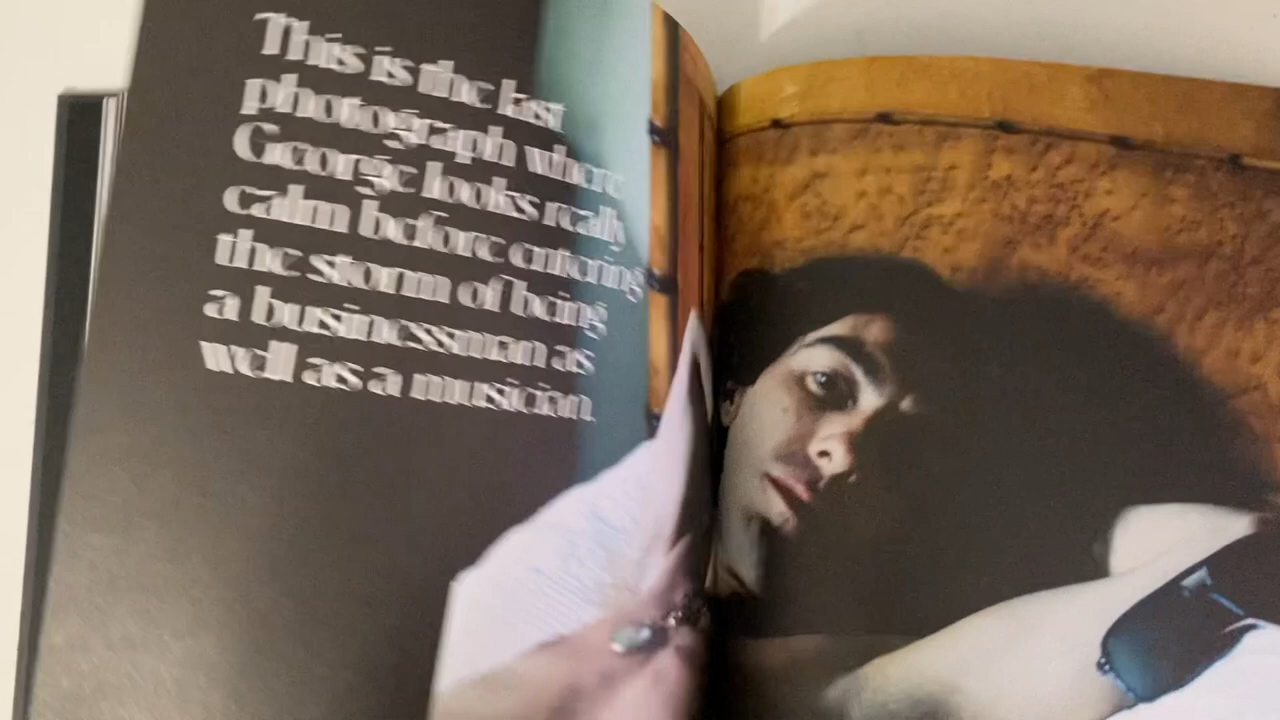 This is the last
photograph where
George looks really
calm before entering
the storm of being
a businessman as
well as a musician.